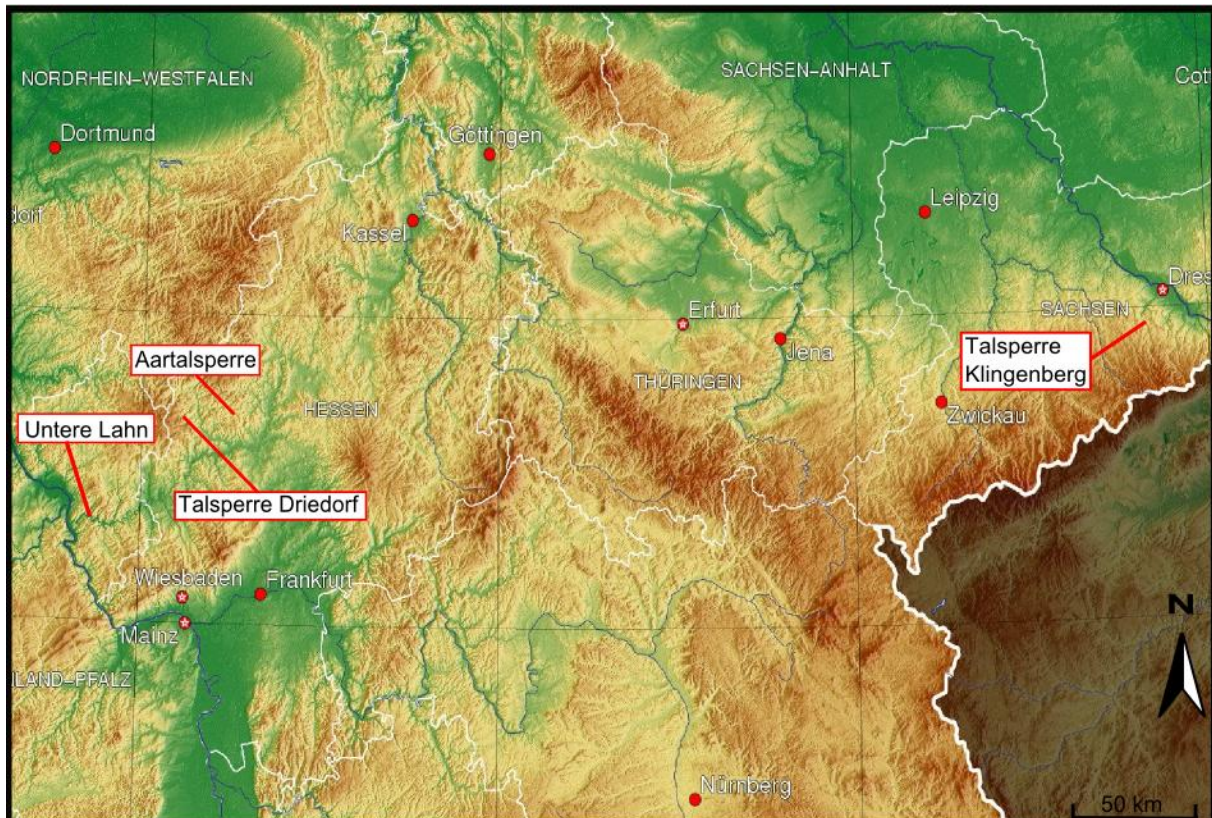 NORDRHEIN-WESTFALEN
SACHSEN-ANHALT
Cott
Dortmund
Göttingen
dorf
Leipzig
Kassel
Dres
Erfurt
SACHSEN
Jena
Aartalsperre
Talsperre
Klingenberg
THÜRINGEN
HESSEN
Zwickau
Untere Lahn
Talsperre Driedorf
Wiesbaden
Frankfurt
N
Mainz
LAND-PFALZ
Nürnberg
50 km